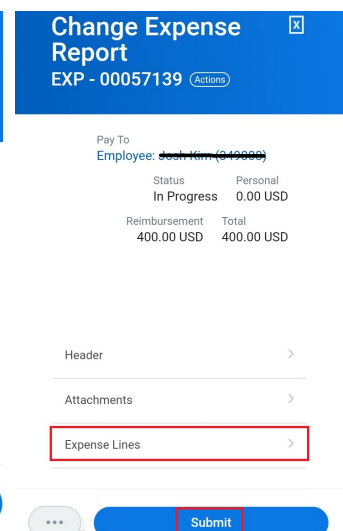 Change Expense X
Report
EXP - 00057139 (Actions)
Pay To
Employee:
Status Personal
In Progress 0.00 USD
Reimbursement Total
400.00 USD 400.00 USD
Header
Attachments
Expense Lines
... Submit